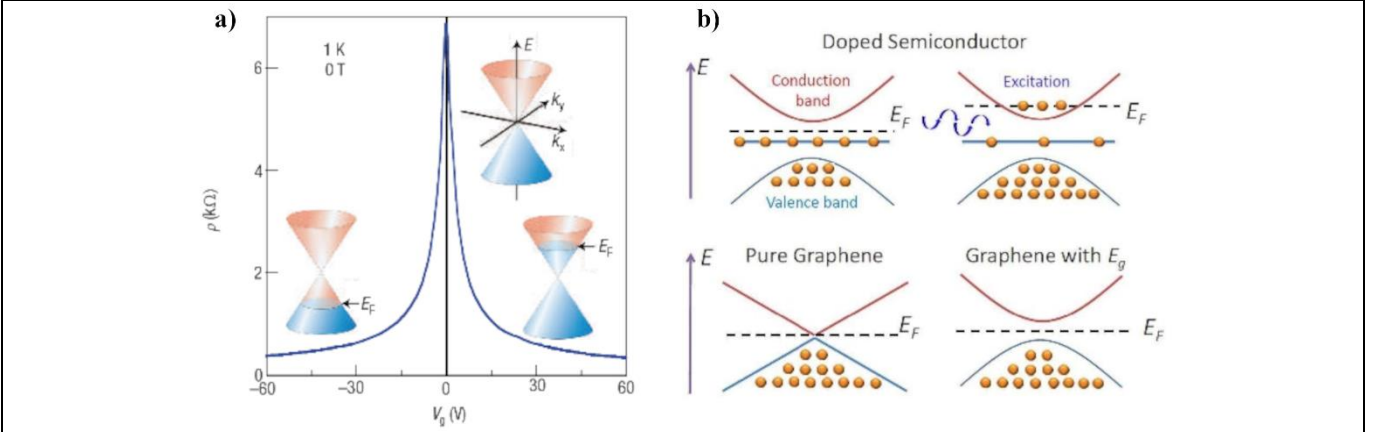 a)
1 K
0 T
6
4
2
0
ρ (kΩ)
E
k_y
k_x
E_F
E_F
−60
−30
0
30
60
V_g (V)
b)
Doped Semiconductor
E
Conduction
band
E_F
Valence band
Excitation
E_F
Pure Graphene
E
E_F
Graphene with E_g
E_F